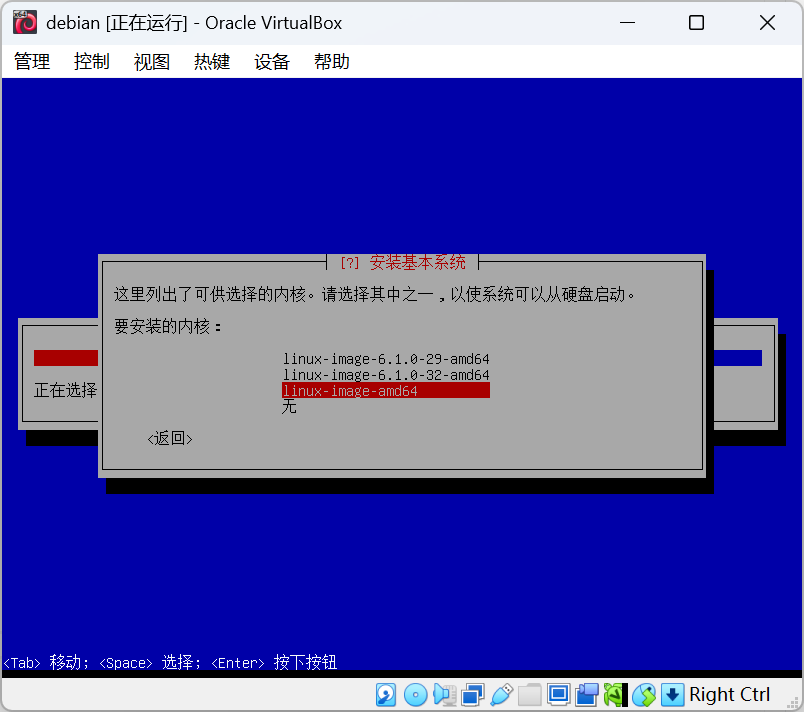 debian [正在运行] - Oracle VirtualBox
管理 控制 视图 热键 设备 帮助
[?] 安装基本系统
这里列出了可供选择的内核。请选择其中之一，以使系统可以从硬盘启动。
要安装的内核：
linux-image-6.1.0-29-amd64
linux-image-6.1.0-32-amd64
linux-image-amd64
无
正在选择
<返回>
<Tab> 移动; <Space> 选择; <Enter> 按下按钮
Right Ctrl